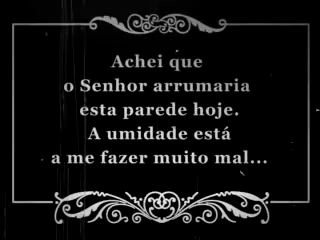 Achei que
o Senhor arrumaria
esta parede hoje.
A umidade está
a me fazer muito mal...